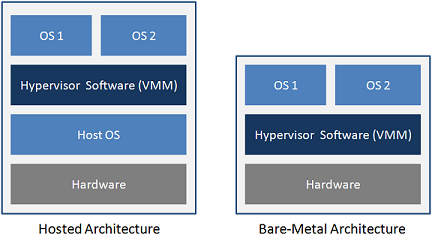 OS 1 OS 2
Hypervisor Software (VMM)
Host OS
Hardware
Hosted Architecture
OS 1 OS 2
Hypervisor Software (VMM)
Hardware
Bare-Metal Architecture